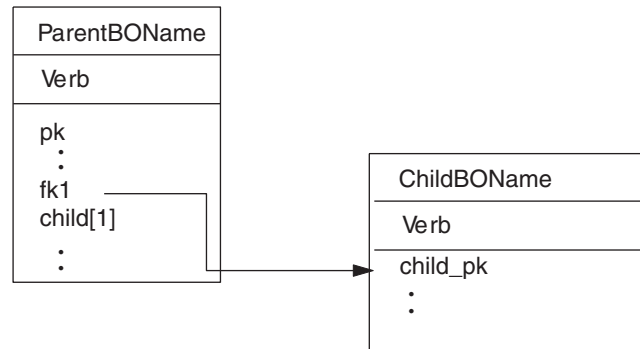 ParentBOName
Verb
pk
fk1
child[1]
ChildBOName
Verb
child_pk